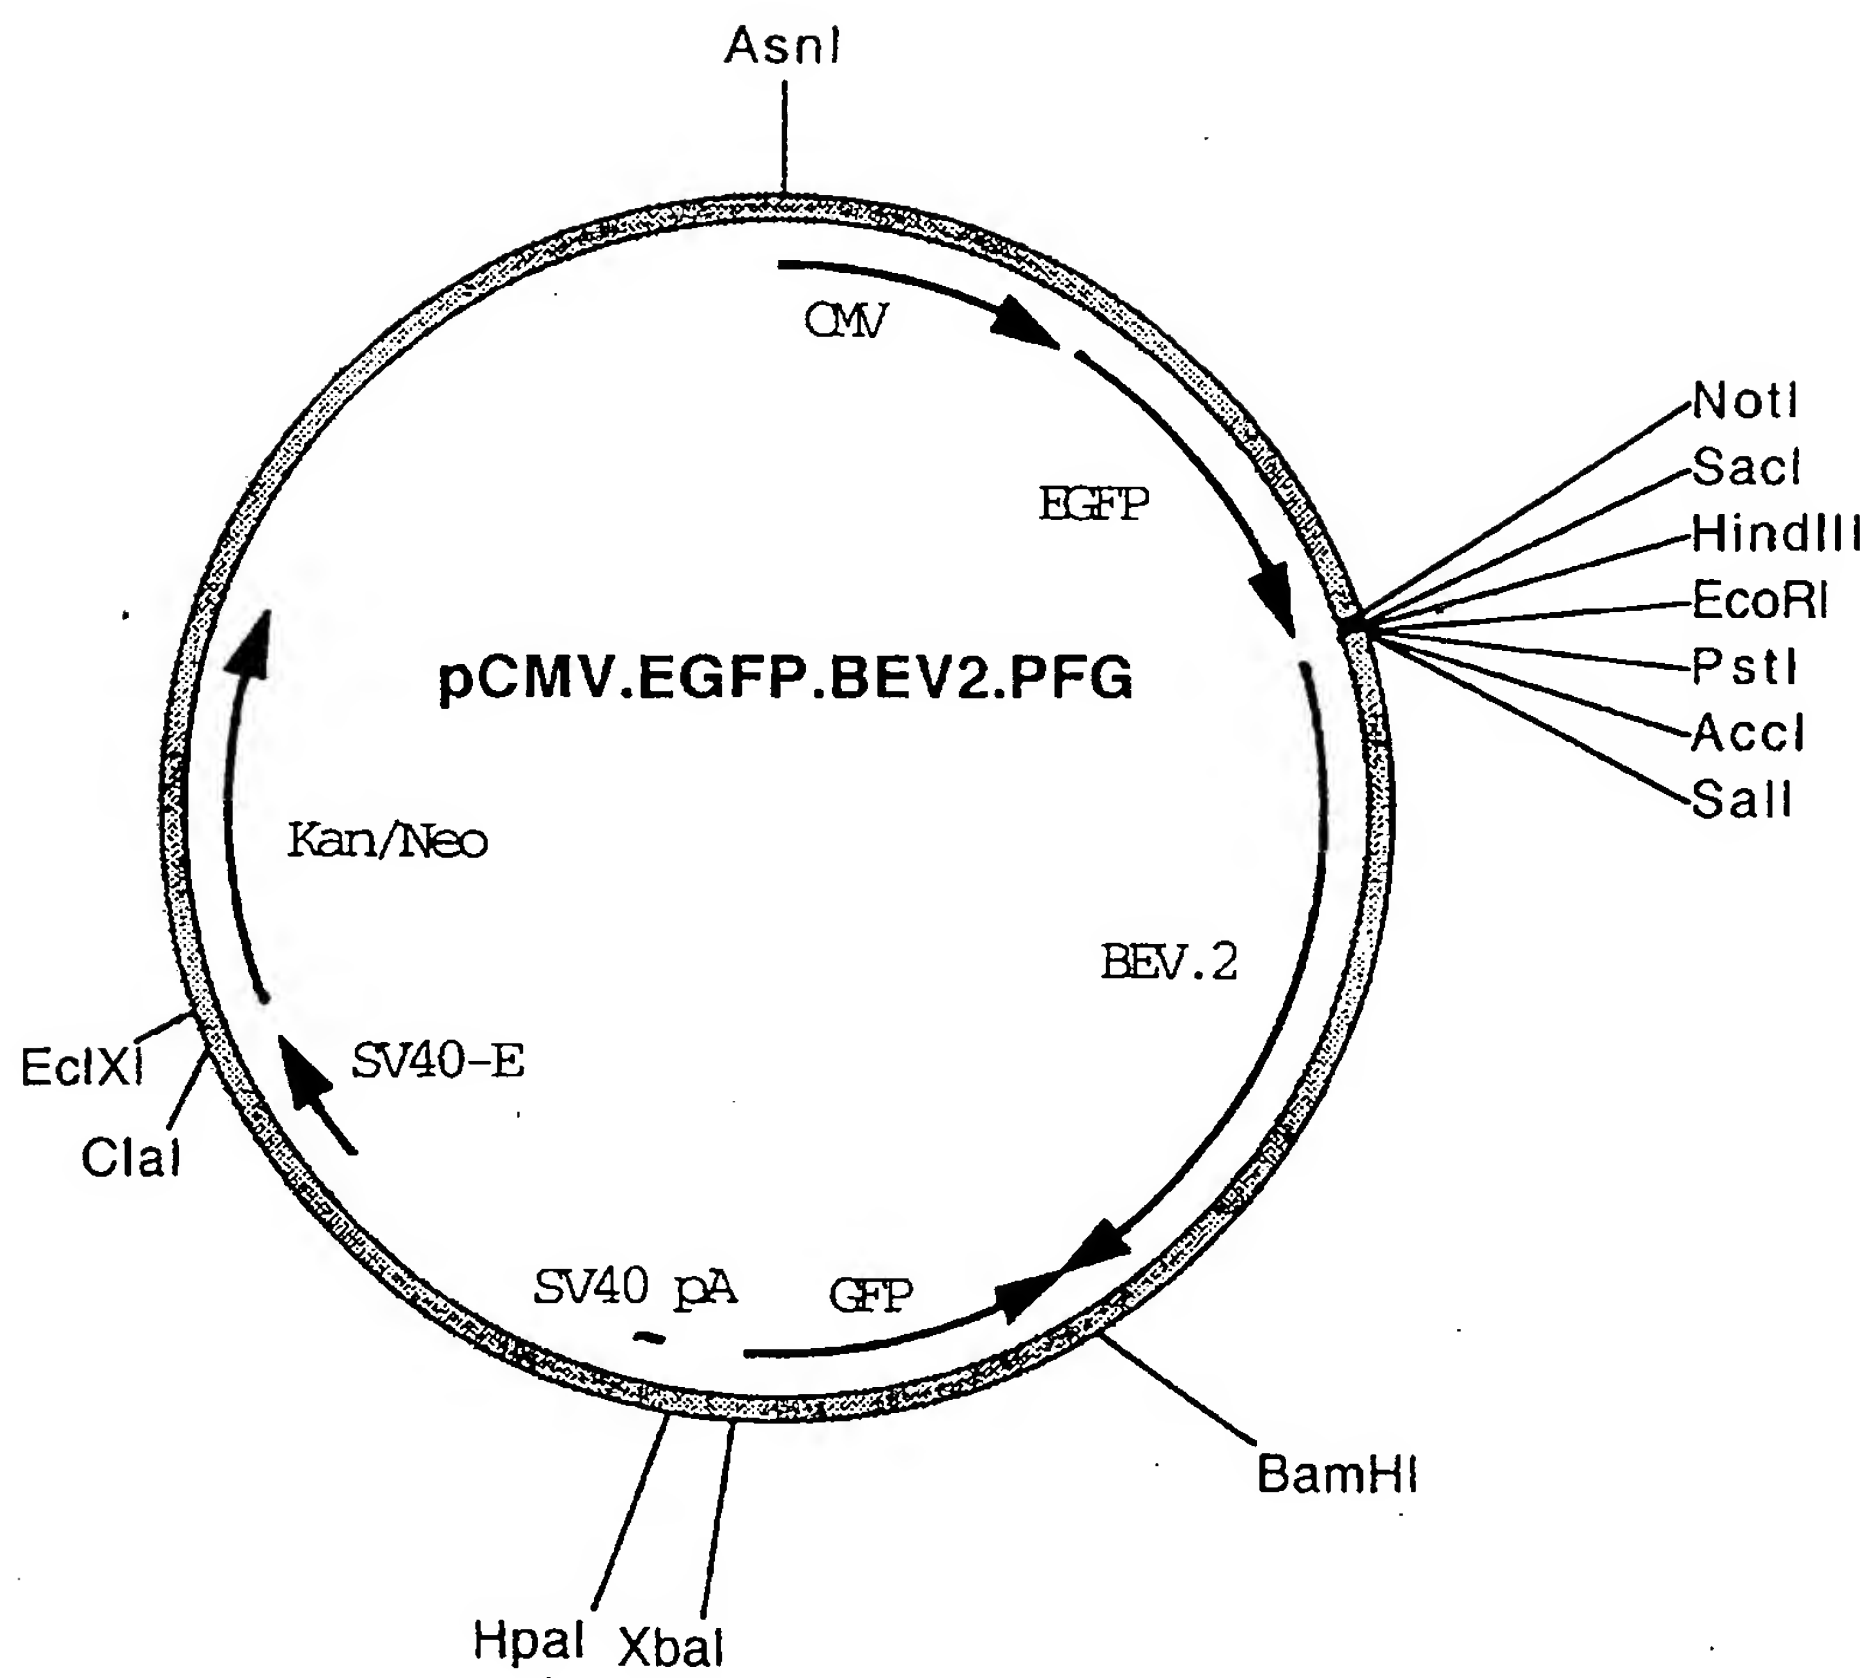 AsnI
CMV
NotI
SacI
EGFP
HindIII
EcoRI
pCMV.EGFP.BEV2.PFG
PstI
AccI
SalI
Kan/Neo
BEV.2
EclXI
SV40-E
ClaI
SV40 pA
GFP
BamHI
HpaI
XbaI